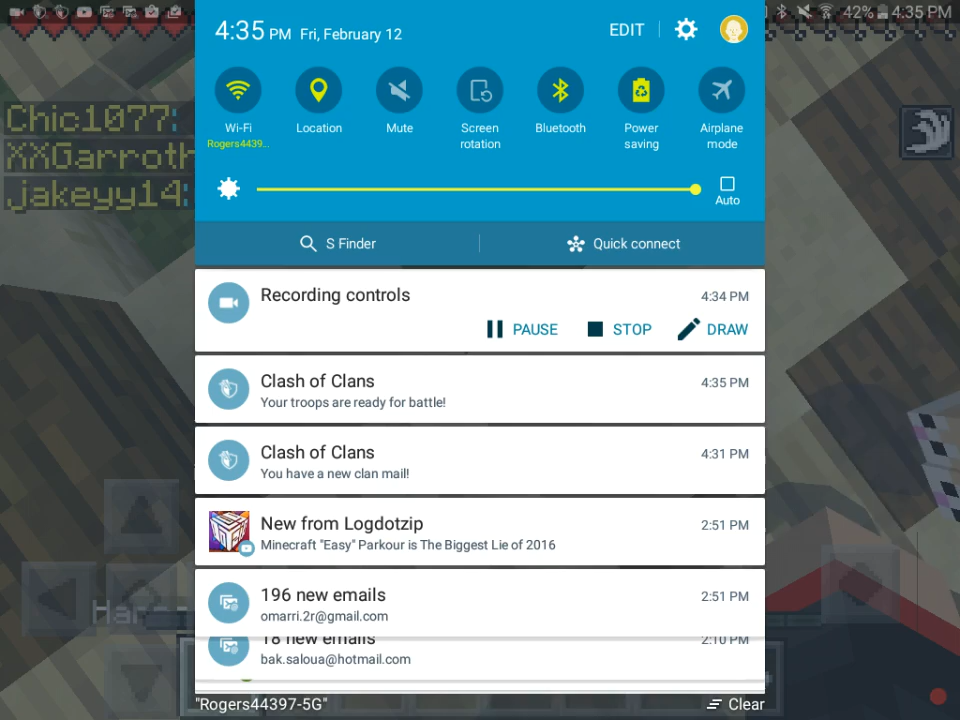 42% 4:35 PM
4:35 PM Fri, February 12 EDIT
Wi-Fi
Rogers4439...
Location
Mute
Screen
rotation
Bluetooth
Power
saving
Airplane
mode
Auto
S Finder
Quick connect
Chic1077:
XXGarroth
jakeyy14:
Recording controls 4:34 PM
PAUSE STOP DRAW
Clash of Clans 4:35 PM
Your troops are ready for battle!
Clash of Clans 4:31 PM
You have a new clan mail!
New from Logdotzip 2:51 PM
Minecraft "Easy" Parkour is The Biggest Lie of 2016
196 new emails 2:51 PM
omarri.2r@gmail.com
18 new emails 2:10 PM
bak.saloua@hotmail.com
"Rogers44397-5G" Clear